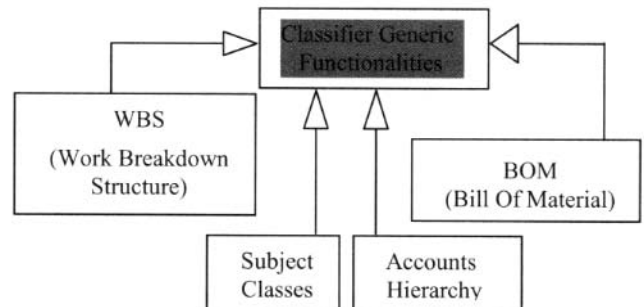 Classifier Generic
Functionalities
WBS
(Work Breakdown
Structure)
BOM
(Bill Of Material)
Subject
Classes
Accounts
Hierarchy